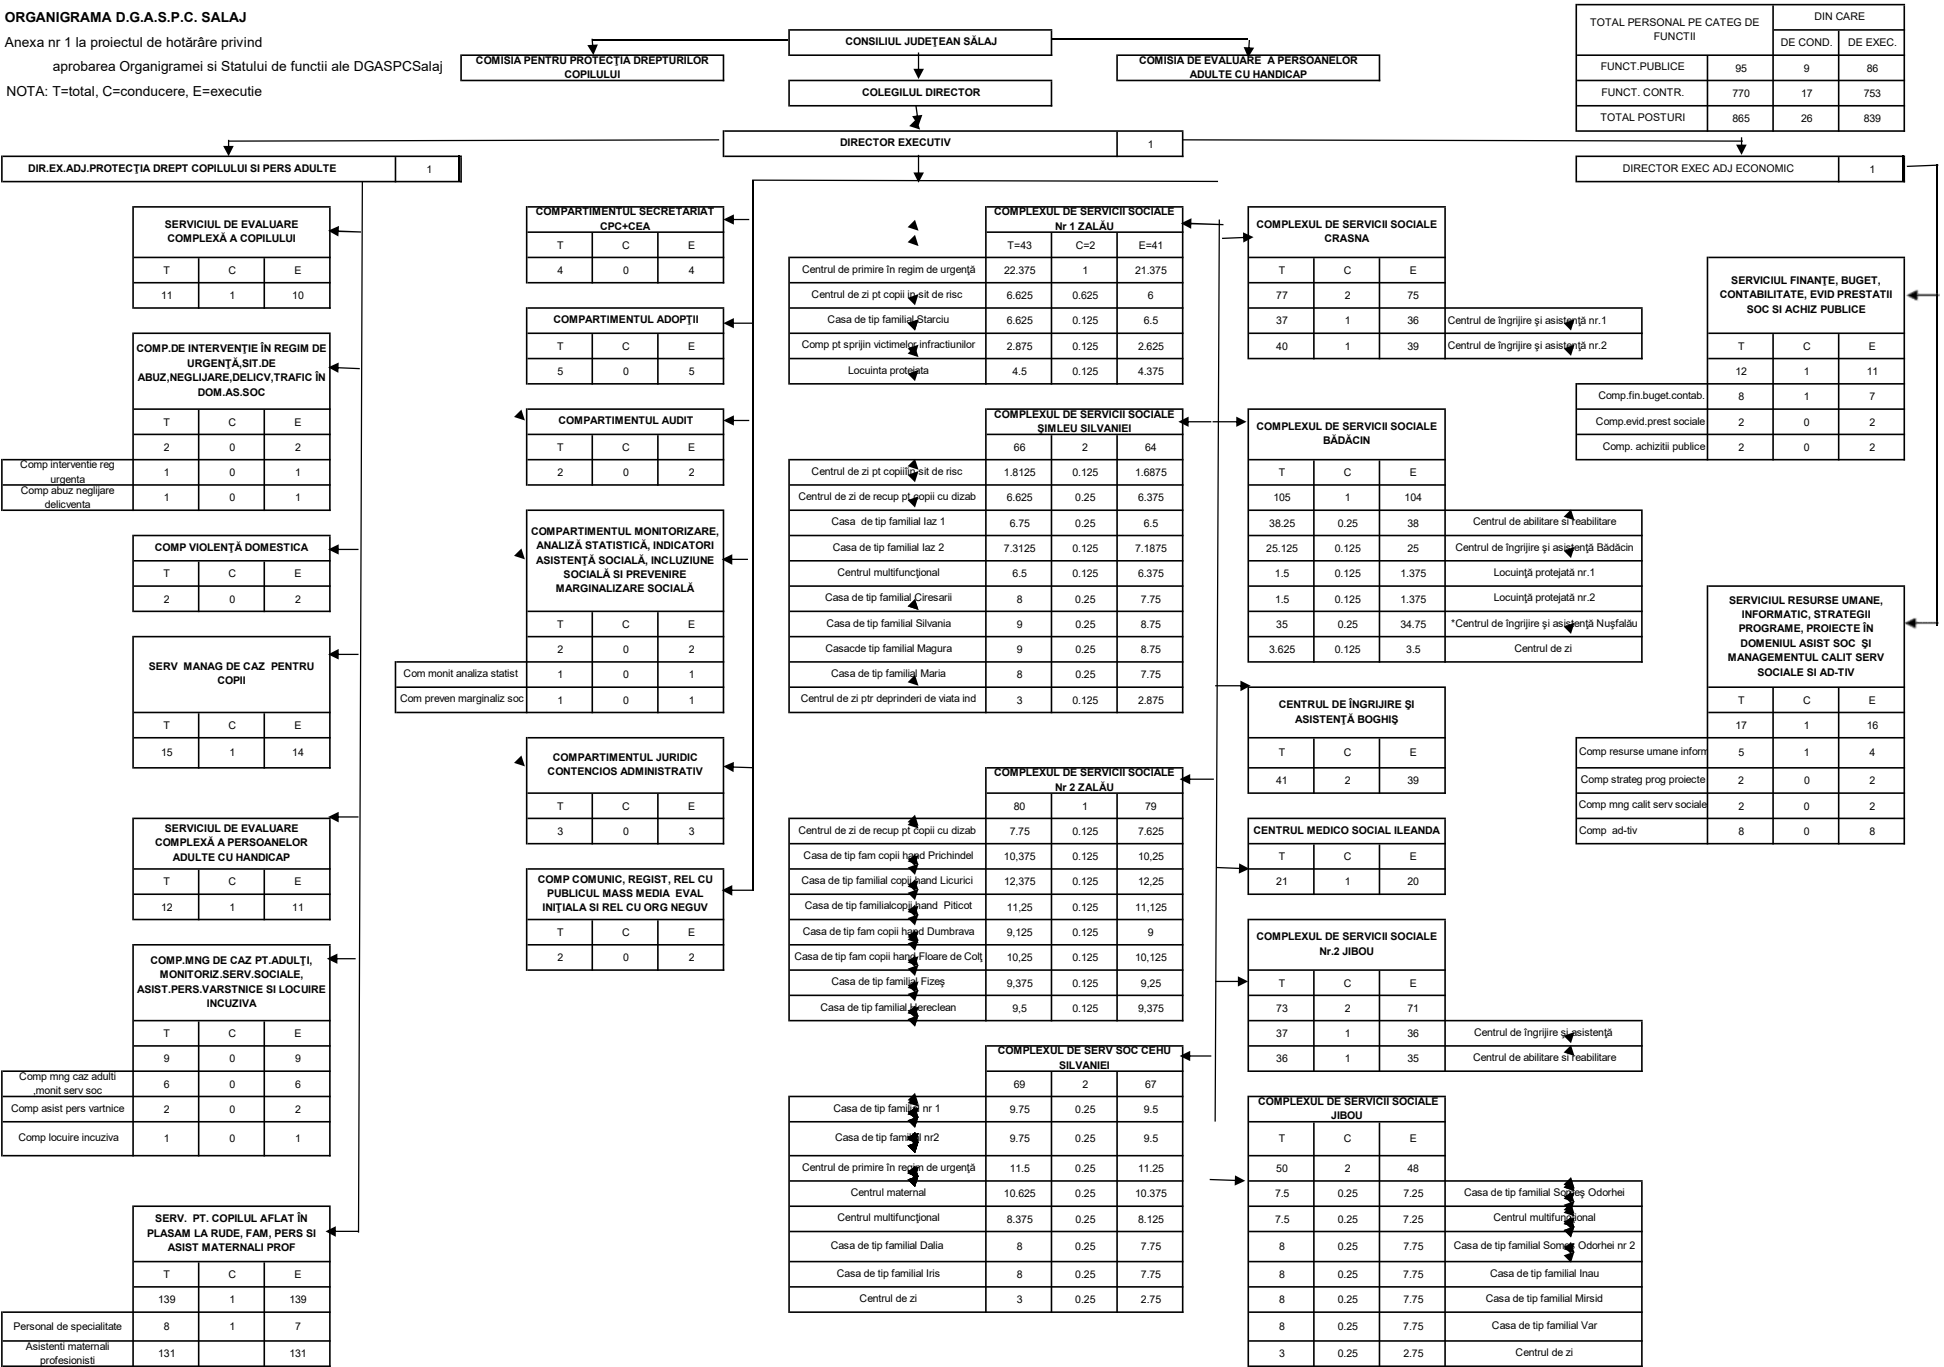 ORGANIGRAMA D.G.A.S.P.C. SALAJ
Anexa nr 1 la proiectul de hotărâre privind
aprobarea Organigramei si Statului de functii ale DGASPCSalaj
NOTA: T=total, C=conducere, E=executie
CONSILIUL JUDEŢEAN SĂLAJ
COMISIA PENTRU PROTECŢIA DREPTURILOR
COPILULUI
COMISIA DE EVALUARE A PERSOANELOR
ADULTE CU HANDICAP
COLEGIUL DIRECTOR
DIRECTOR EXECUTIV 1
TOTAL PERSONAL PE CATEG DE
FUNCTII
DIN CARE
DE COND. DE EXEC.
FUNCT.PUBLICE 95 9 86
FUNCT. CONTR. 770 17 753
TOTAL POSTURI 865 26 839
DIR.EX.ADJ.PROTECŢIA DREPT COPILULUI SI PERS ADULTE 1
DIRECTOR EXEC ADJ ECONOMIC 1
SERVICIUL DE EVALUARE
COMPLEXĂ A COPILULUI
T C E
11 1 10
COMP.DE INTERVENŢIE ÎN REGIM DE
URGENŢĂ,SIT.DE
ABUZ,NEGLIJARE,DELICV,TRAFIC ÎN
DOM.AS.SOC
T C E
2 0 2
Comp interventie reg
urgenta
1 0 1
Comp abuz neglijare
delicventa
1 0 1
COMP VIOLENŢĂ DOMESTICA
T C E
2 0 2
SERV MANAG DE CAZ PENTRU
COPII
T C E
15 1 14
SERVICIUL DE EVALUARE
COMPLEXĂ A PERSOANELOR
ADULTE CU HANDICAP
T C E
12 1 11
COMP.MNG DE CAZ PT.ADULŢI,
MONITORIZ.SERV.SOCIALE,
ASIST.PERS.VARSTNICE SI LOCUIRE
INCUZIVA
T C E
9 0 9
Comp mng caz adulti
,monit serv soc
6 0 6
Comp asist pers vartnice 2 0 2
Comp locuire incuziva 1 0 1
SERV. PT. COPILUL AFLAT ÎN
PLASAM LA RUDE, FAM, PERS SI
ASIST MATERNALI PROF
T C E
139 1 139
Personal de specialitate 8 1 7
Asistenti maternali
profesionisti
131 131
COMPARTIMENTUL SECRETARIAT
CPC+CEA
T C E
4 0 4
COMPARTIMENTUL ADOPŢII
T C E
5 0 5
COMPARTIMENTUL AUDIT
T C E
2 0 2
COMPARTIMENTUL MONITORIZARE,
ANALIZĂ STATISTICĂ, INDICATORI
ASISTENŢĂ SOCIALĂ, INCLUZIUNE
SOCIALĂ SI PREVENIRE
MARGINALIZARE SOCIALĂ
T C E
2 0 2
Com monit analiza statist 1 0 1
Com preven marginaliz soc 1 0 1
COMPARTIMENTUL JURIDIC
CONTENCIOS ADMINISTRATIV
T C E
3 0 3
COMP COMUNIC, REGIST, REL CU
PUBLICUL MASS MEDIA EVAL
INIŢIALA SI REL CU ORG NEGUV
T C E
2 0 2
COMPLEXUL DE SERVICII SOCIALE
Nr 1 ZALĂU
T=43 C=2 E=41
Centrul de primire în regim de urgenţă 22.375 1 21.375
Centrul de zi pt copii in sit de risc 6.625 0.625 6
Casa de tip familial Starciu 6.625 0.125 6.5
Comp pt sprijin victimelor infractiunilor 2.875 0.125 2.625
Locuinta protejata 4.5 0.125 4.375
COMPLEXUL DE SERVICII SOCIALE
ŞIMLEU SILVANIEI
66 2 64
Centrul de zi pt copiiîin sit de risc 1.8125 0.125 1.6875
Centrul de zi de recup pt copii cu dizab 6.625 0.25 6.375
Casa de tip familial Iaz 1 6.75 0.25 6.5
Casa de tip familial Iaz 2 7.3125 0.125 7.1875
Centrul multifuncţional 6.5 0.125 6.375
Casa de tip familial Ciresarii 8 0.25 7.75
Casa de tip familial Silvania 9 0.25 8.75
Casacde tip familial Magura 9 0.25 8.75
Casa de tip familial Maria 8 0.25 7.75
Centrul de zi ptr deprinderi de viata ind 3 0.125 2.875
COMPLEXUL DE SERVICII SOCIALE
Nr 2 ZALĂU
80 1 79
Centrul de zi de recup pt copii cu dizab 7.75 0.125 7.625
Casa de tip fam copii hand Prichindel 10,375 0.125 10,25
Casa de tip familial copii hand Licurici 12,375 0.125 12,25
Casa de tip familialcopii hand Piticot 11,25 0.125 11,125
Casa de tip fam copii hand Dumbrava 9,125 0.125 9
Casa de tip fam copii hand Floare de Colţ 10,25 0.125 10,125
Casa de tip familial Fizeş 9,375 0.125 9,25
Casa de tip familial Hereclean 9,5 0.125 9,375
COMPLEXUL DE SERV SOC CEHU
SILVANIEI
69 2 67
Casa de tip familial nr 1 9.75 0.25 9.5
Casa de tip familial nr2 9.75 0.25 9.5
Centrul de primire în regim de urgenţă 11.5 0.25 11.25
Centrul maternal 10.625 0.25 10.375
Centrul multifuncţional 8.375 0.25 8.125
Casa de tip familial Dalia 8 0.25 7.75
Casa de tip familial Iris 8 0.25 7.75
Centrul de zi 3 0.25 2.75
COMPLEXUL DE SERVICII SOCIALE
CRASNA
T C E
77 2 75
37 1 36 Centrul de îngrijire şi asistenţă nr.1
40 1 39 Centrul de îngrijire şi asistenţă nr.2
COMPLEXUL DE SERVICII SOCIALE
BĂDĂCIN
T C E
105 1 104
38.25 0.25 38 Centrul de abilitare si reabilitare
25.125 0.125 25 Centrul de îngrijire şi asistenţă Bădăcin
1.5 0.125 1.375 Locuinţă protejată nr.1
1.5 0.125 1.375 Locuinţă protejată nr.2
35 0.25 34.75 *Centrul de îngrijire şi asistenţă Nuşfalău
3.625 0.125 3.5 Centrul de zi
CENTRUL DE ÎNGRIJIRE ŞI
ASISTENŢĂ BOGHIŞ
T C E
41 2 39
CENTRUL MEDICO SOCIAL ILEANDA
T C E
21 1 20
COMPLEXUL DE SERVICII SOCIALE
Nr.2 JIBOU
T C E
73 2 71
37 1 36 Centrul de îngrijire şi asistenţă
36 1 35 Centrul de abilitare si reabilitare
COMPLEXUL DE SERVICII SOCIALE
JIBOU
T C E
50 2 48
7.5 0.25 7.25 Casa de tip familial Someş Odorhei
7.5 0.25 7.25 Centrul multifuncţional
8 0.25 7.75 Casa de tip familial Someş Odorhei nr 2
8 0.25 7.75 Casa de tip familial Inau
8 0.25 7.75 Casa de tip familial Mirsid
8 0.25 7.75 Casa de tip familial Var
3 0.25 2.75 Centrul de zi
SERVICIUL FINANŢE, BUGET,
CONTABILITATE, EVID PRESTATII
SOC SI ACHIZ PUBLICE
T C E
12 1 11
Comp.fin.buget.contab. 8 1 7
Comp.evid.prest sociale 2 0 2
Comp. achizitii publice 2 0 2
SERVICIUL RESURSE UMANE,
INFORMATIC, STRATEGII
PROGRAME, PROIECTE ÎN
DOMENIUL ASIST SOC ŞI
MANAGEMENTUL CALIT SERV
SOCIALE SI AD-TIV
T C E
17 1 16
Comp resurse umane inform 5 1 4
Comp strateg prog proiecte 2 0 2
Comp mng calit serv sociale 2 0 2
Comp ad-tiv 8 0 8